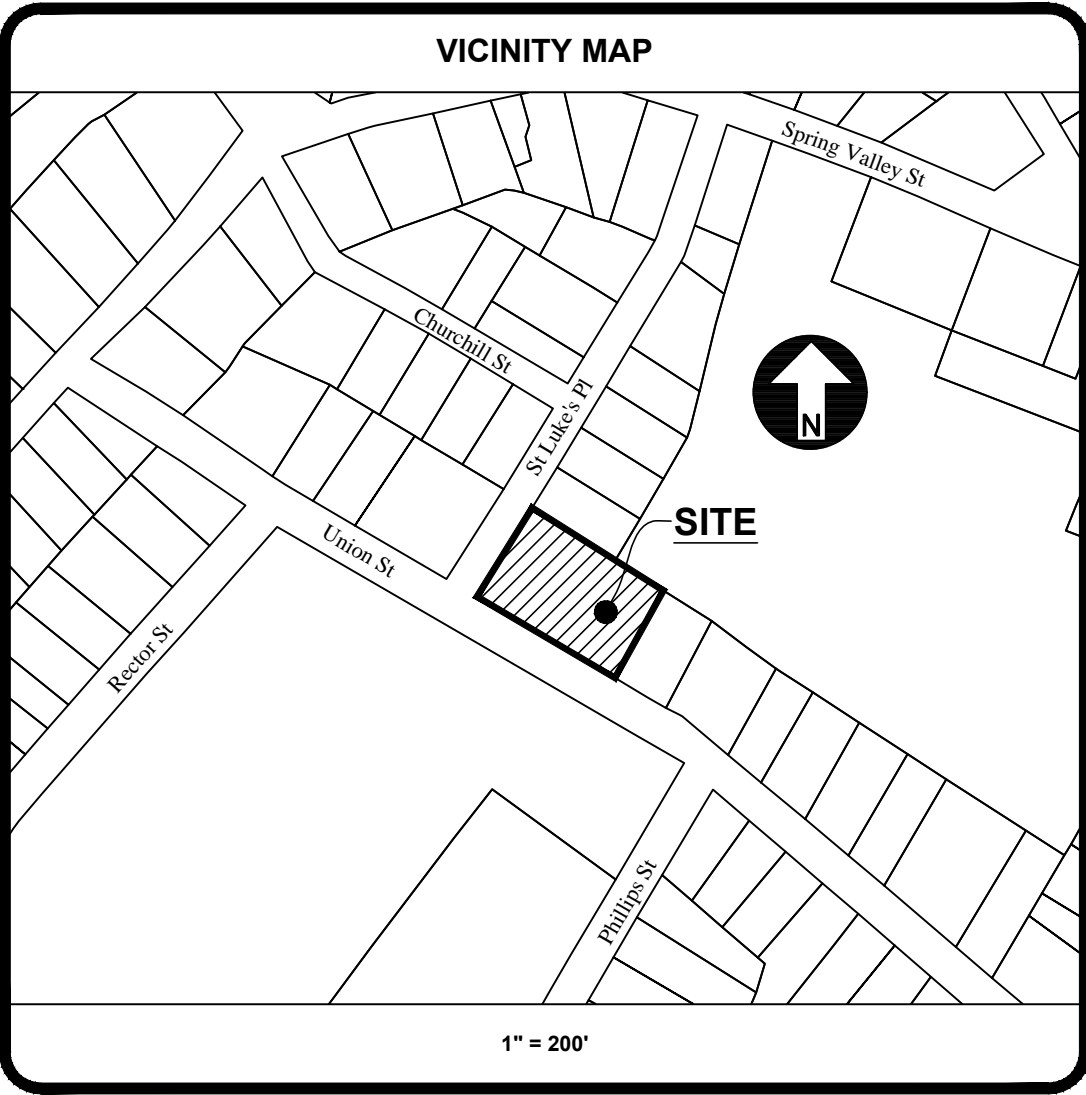 VICINITY MAP
Spring Valley St
Churchill St
St Luke's Pl
N
SITE
Union St
Rector St
Phillips St
1" = 200'